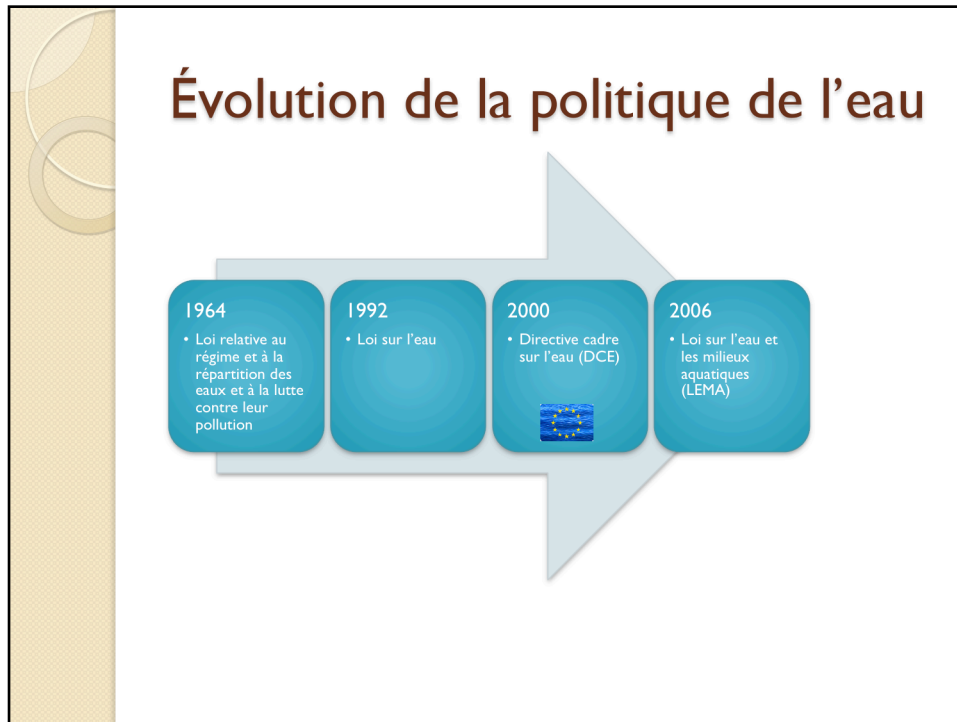 Évolution de la politique de l’eau
1964
• Loi relative au
régime et à la
répartition des
eaux et à la lutte
contre leur
pollution
1992
• Loi sur l’eau
2000
• Directive cadre
sur l’eau (DCE)
2006
• Loi sur l’eau et
les milieux
aquatiques
(LEMA)